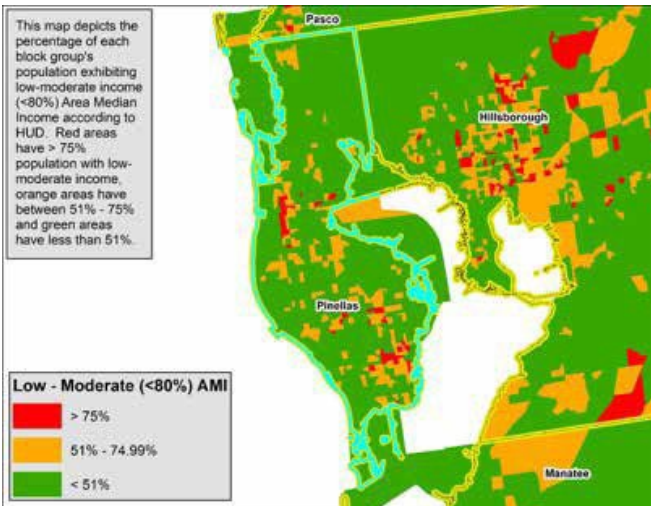 This map depicts the
percentage of each
block group's
population exhibiting
low-moderate income
(<80%) Area Median
Income according to
HUD. Red areas
have > 75%
population with low-
moderate income,
orange areas have
between 51% - 75%
and green areas
have less than 51%.
Pasco
Hillsborough
Pinellas
Manatee
Low - Moderate (<80%) AMI
> 75%
51% - 74.99%
< 51%